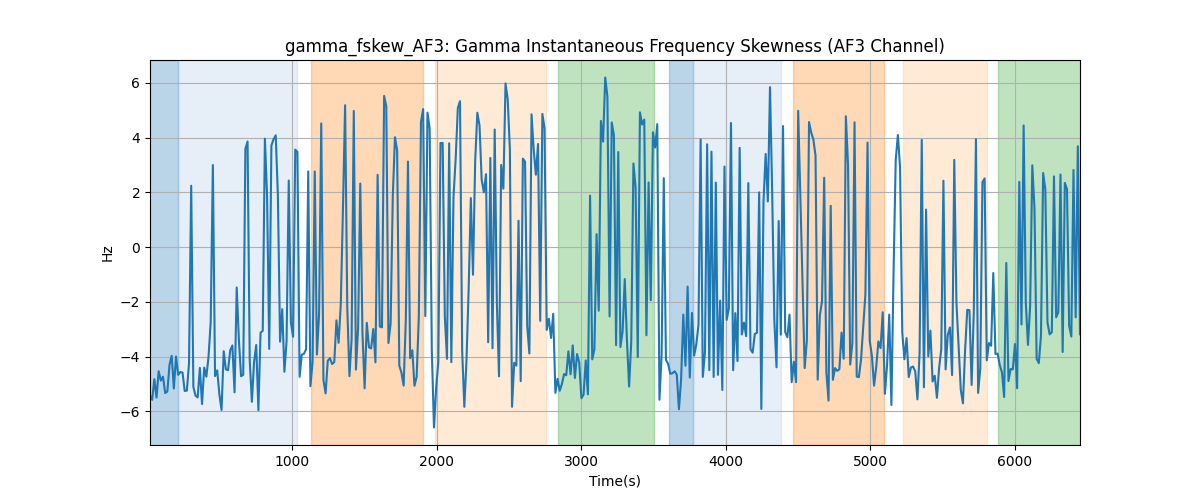 gamma_fskew_AF3: Gamma Instantaneous Frequency Skewness (AF3 Channel)
6
4
2
0
−2
−4
−6
Hz
1000 2000 3000 4000 5000 6000
Time(s)